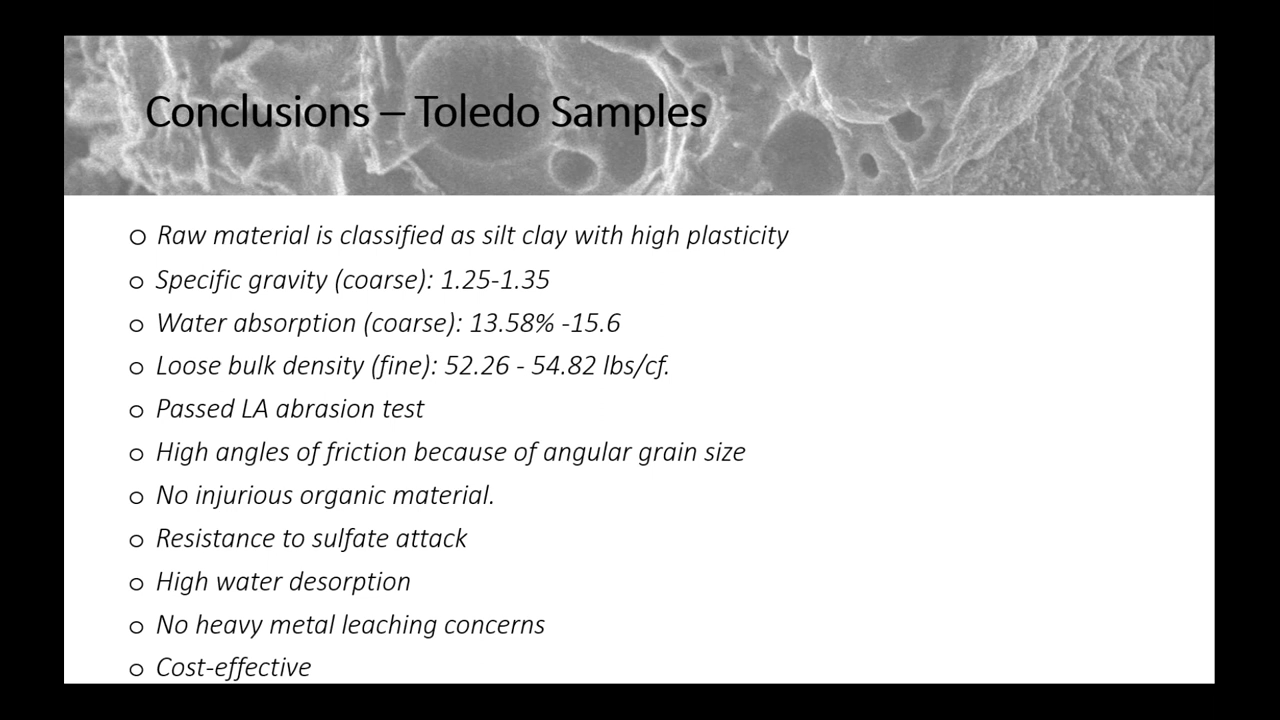 Conclusions – Toledo Samples
o Raw material is classified as silt clay with high plasticity
o Specific gravity (coarse): 1.25-1.35
o Water absorption (coarse): 13.58% -15.6
o Loose bulk density (fine): 52.26 - 54.82 lbs/cf.
o Passed LA abrasion test
o High angles of friction because of angular grain size
o No injurious organic material.
o Resistance to sulfate attack
o High water desorption
o No heavy metal leaching concerns
o Cost-effective